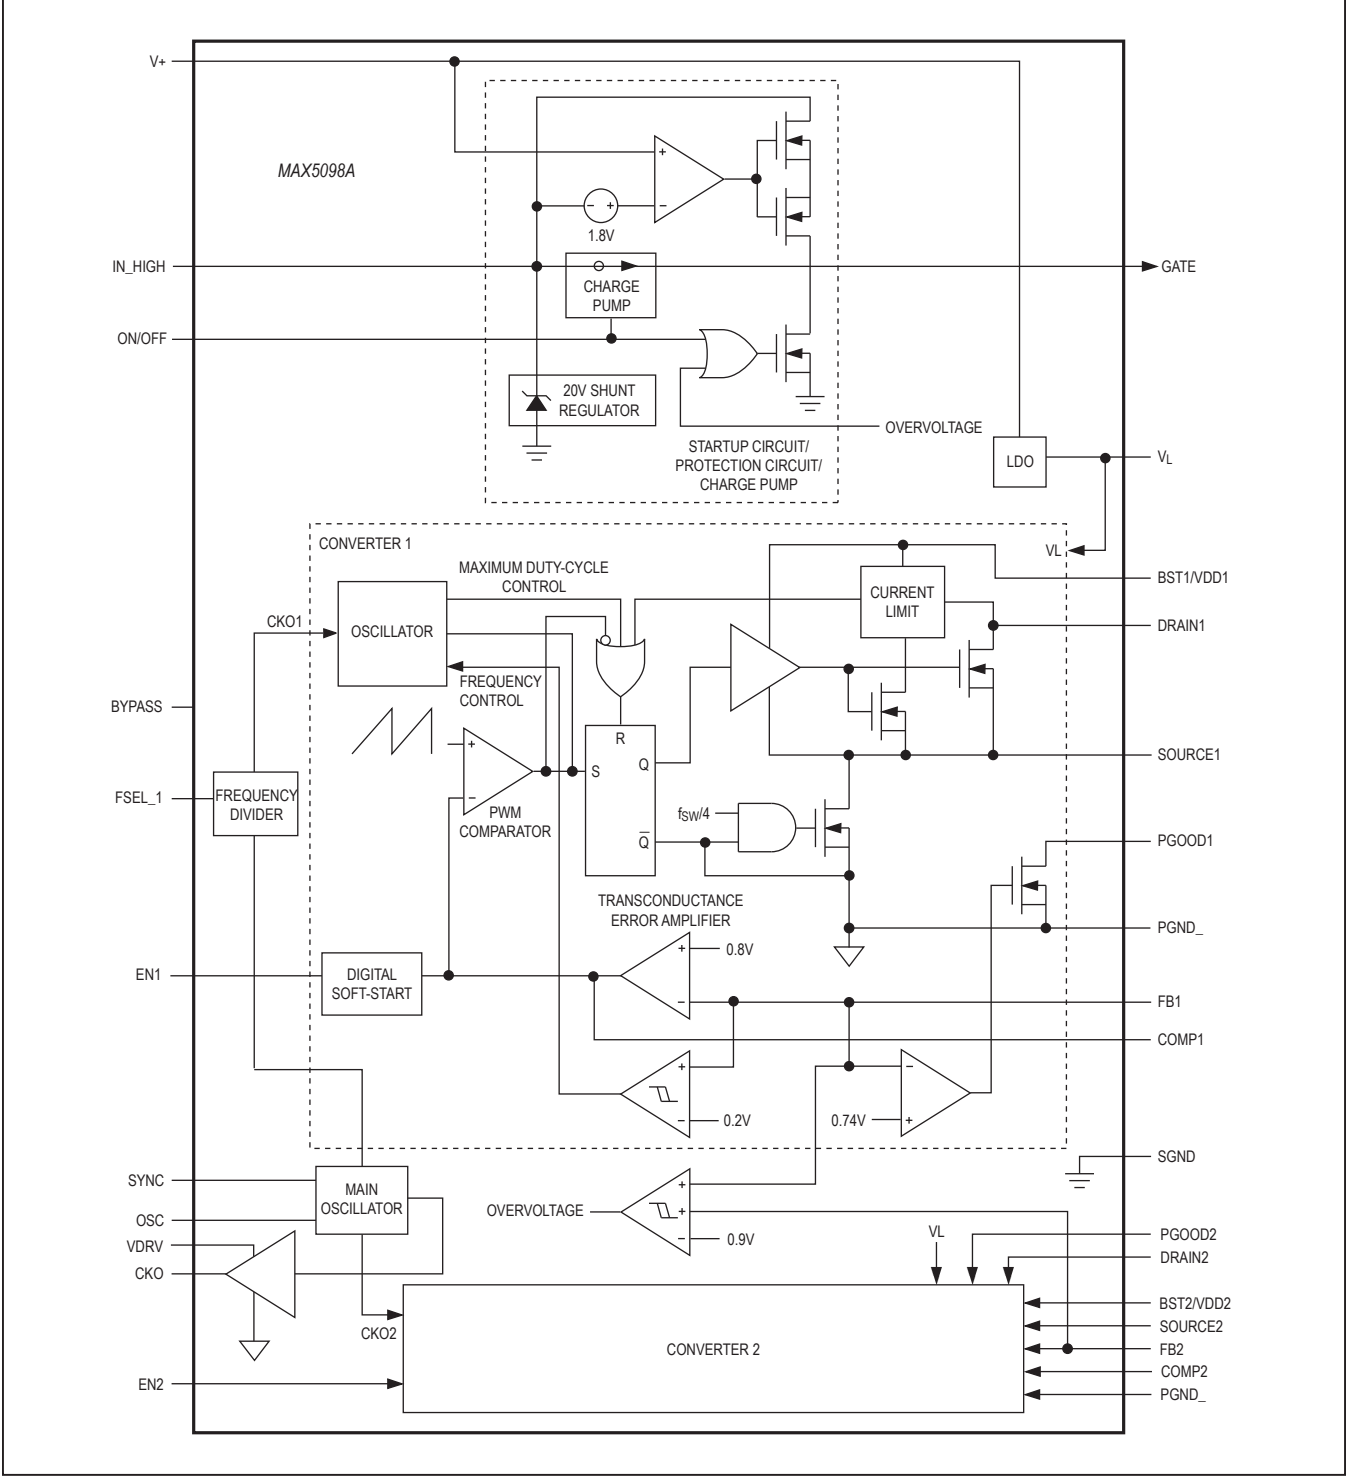 V+
MAX5098A
+
−
− +
1.8V
IN_HIGH
GATE
CHARGE
PUMP
ON/OFF
20V SHUNT
REGULATOR
OVERVOLTAGE
STARTUP CIRCUIT/
PROTECTION CIRCUIT/
CHARGE PUMP
LDO
VL
CONVERTER 1
VL
MAXIMUM DUTY-CYCLE
CONTROL
BST1/VDD1
CURRENT
LIMIT
CKO1
OSCILLATOR
DRAIN1
FREQUENCY
CONTROL
BYPASS
+
−
PWM
COMPARATOR
R
S
Q
Q̅
SOURCE1
FSEL_1
FREQUENCY
DIVIDER
fSW/4
PGOOD1
TRANSCONDUCTANCE
ERROR AMPLIFIER
PGND_
+
0.8V
−
EN1
DIGITAL
SOFT-START
FB1
COMP1
+
−
0.2V
−
0.74V
+
SGND
SYNC
MAIN
OSCILLATOR
OSC
OVERVOLTAGE
+
+
−
0.9V
VL
PGOOD2
VDRV
DRAIN2
CKO
BST2/VDD2
CKO2
SOURCE2
CONVERTER 2
FB2
COMP2
EN2
PGND_